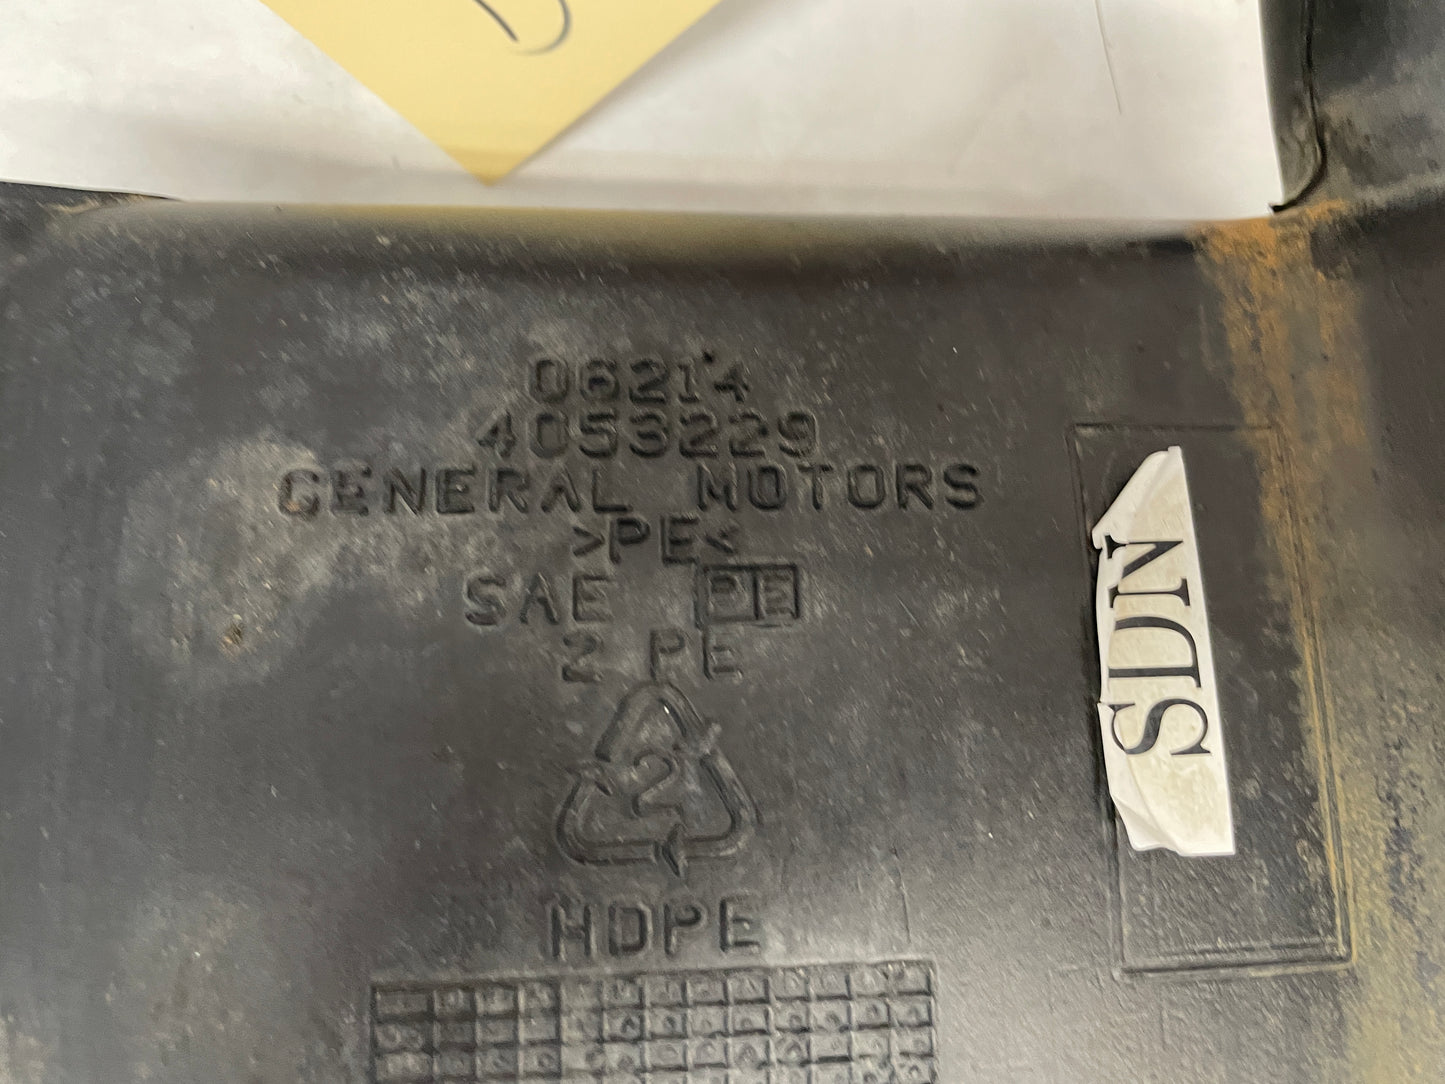 06214
4053229
GENERAL MOTORS
>PE<
SAE PE
2 PE
2
HDPE
SDN